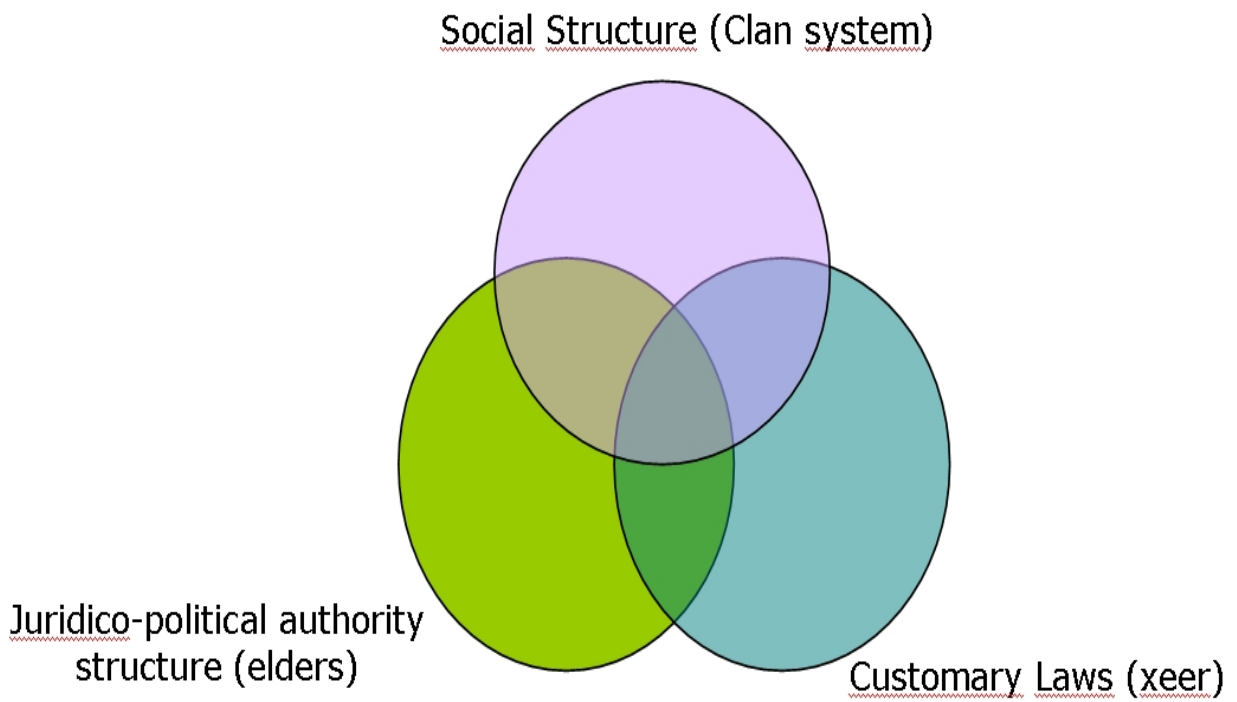 Social Structure (Clan system)
Juridico-political authority
structure (elders)
Customary Laws (xeer)